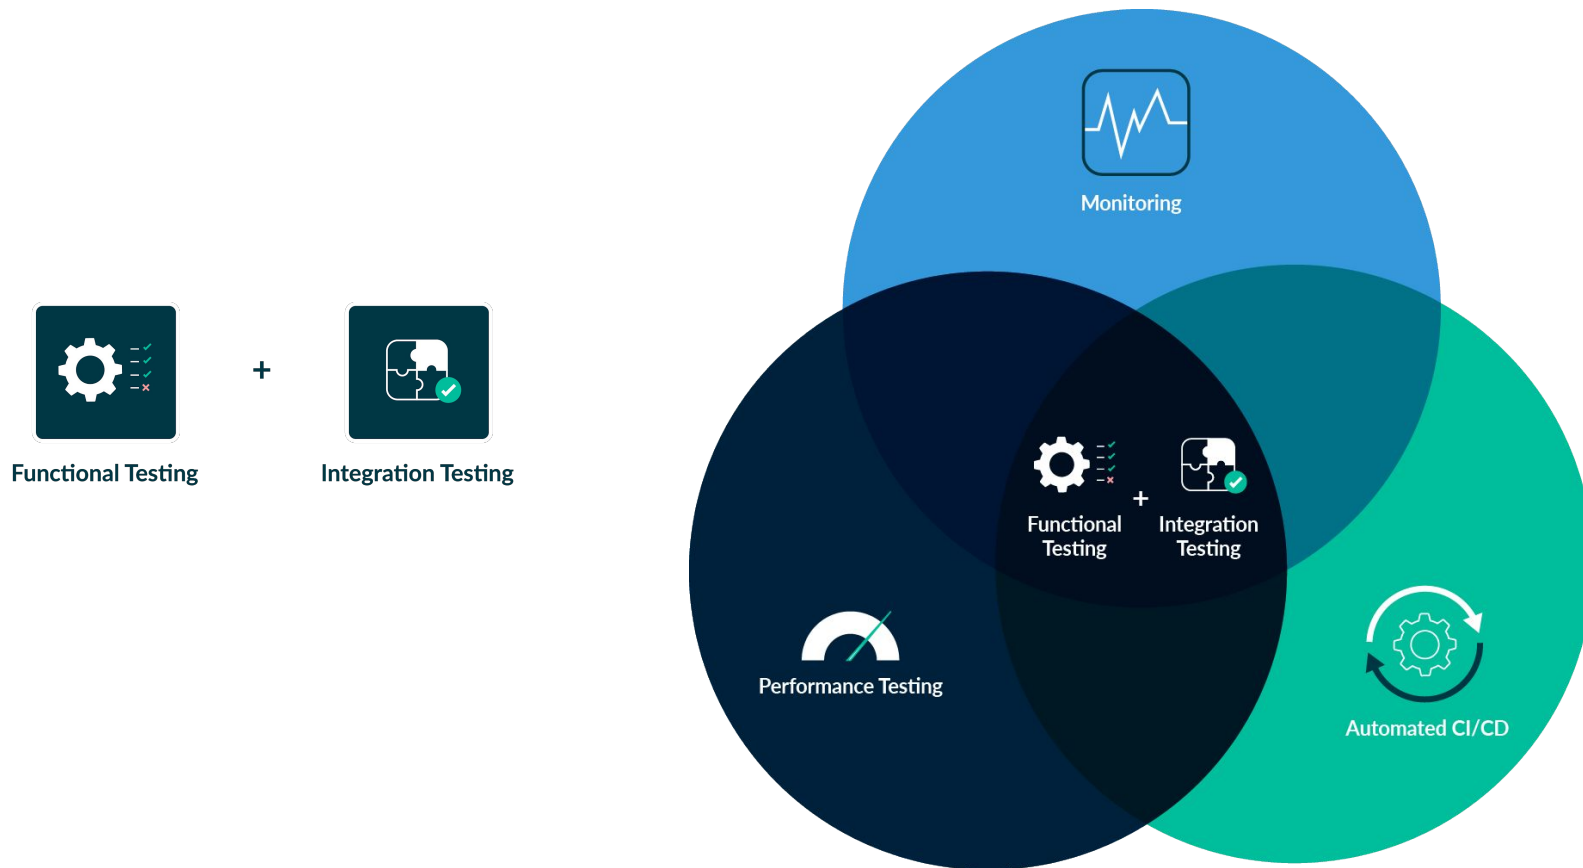 Functional Testing
+
Integration Testing
Monitoring
Functional
Testing
+
Integration
Testing
Performance Testing
Automated CI/CD